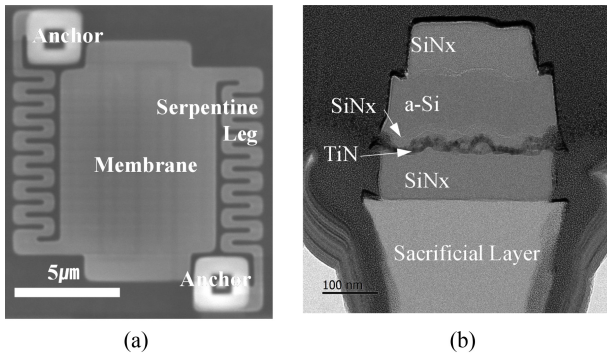 Anchor
Serpentine
Leg
Membrane
5μm
Anchor
(a)
SiNx
SiNx
a-Si
TiN
SiNx
Sacrificial Layer
100 nm
(b)